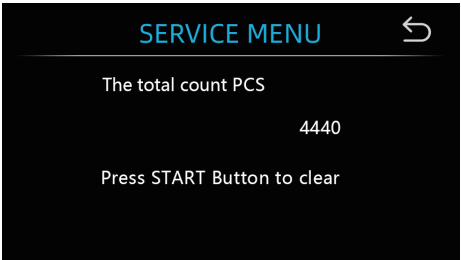 SERVICE MENU
The total count PCS
4440
Press START Button to clear